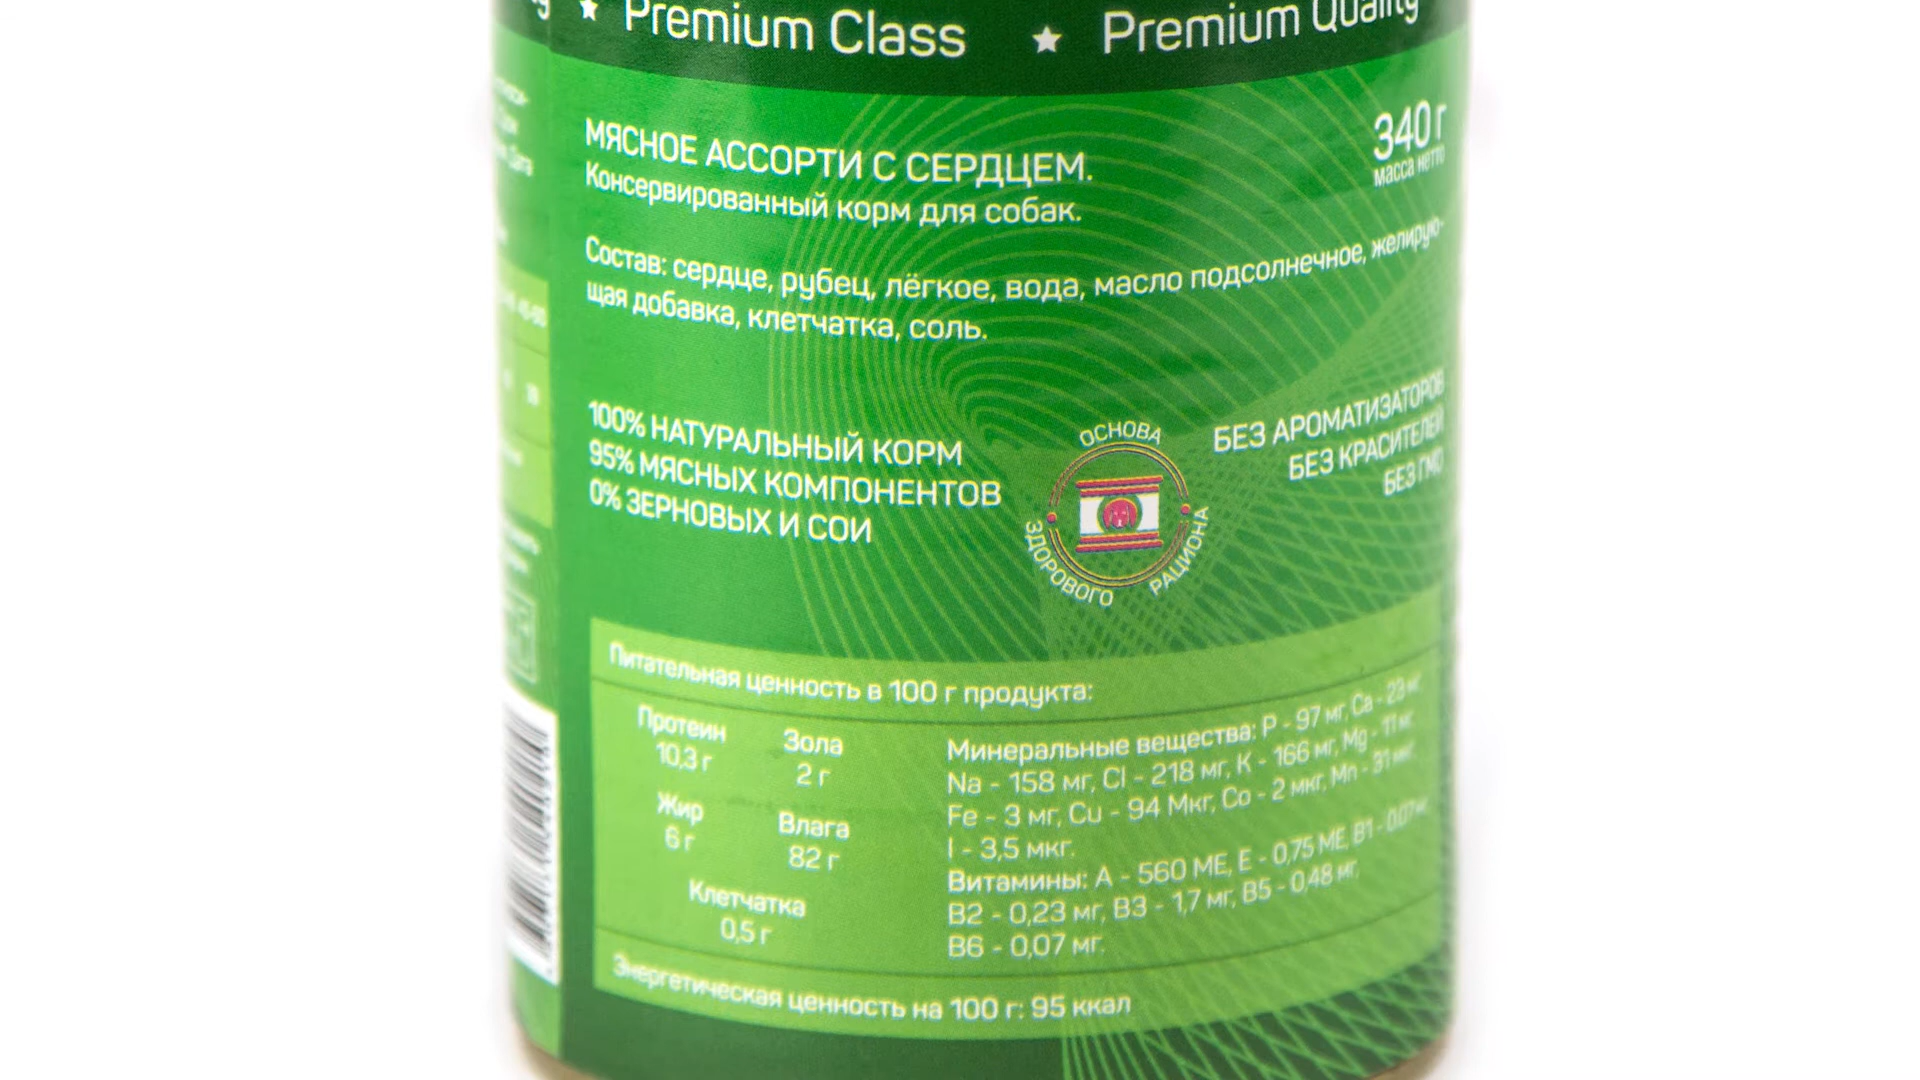 Premium Class ★ Premium Quality
МЯСНОЕ АССОРТИ С СЕРДЦЕМ.
Консервированный корм для собак.
340 г
масса нетто
Состав: сердце, рубец, лёгкое, вода, масло подсолнечное, желирую-
щая добавка, клетчатка, соль.
100% НАТУРАЛЬНЫЙ КОРМ
95% МЯСНЫХ КОМПОНЕНТОВ
0% ЗЕРНОВЫХ И СОИ
ОСНОВА
ЗДОРОВОГО
РАЦИОНА
БЕЗ АРОМАТИЗАТОРОВ
БЕЗ КРАСИТЕЛЕЙ
БЕЗ ГМО
Питательная ценность в 100 г продукта:
Протеин
10,3 г
Зола
2 г
Жир
6 г
Влага
82 г
Клетчатка
0,5 г
Минеральные вещества: P - 97 мг, Ca - 23 мг
Na - 158 мг, Cl - 218 мг, K - 166 мг, Mg - 11 мг
Fe - 3 мг, Cu - 94 Мкг, Co - 2 мкг, Mn - 31 мкг
I - 3,5 мкг.
Витамины: A - 560 МЕ, E - 0,75 МЕ, B1 - 0,07
B2 - 0,23 мг, B3 - 1,7 мг, B5 - 0,48 мг,
B6 - 0,07 мг.
Энергетическая ценность на 100 г: 95 ккал